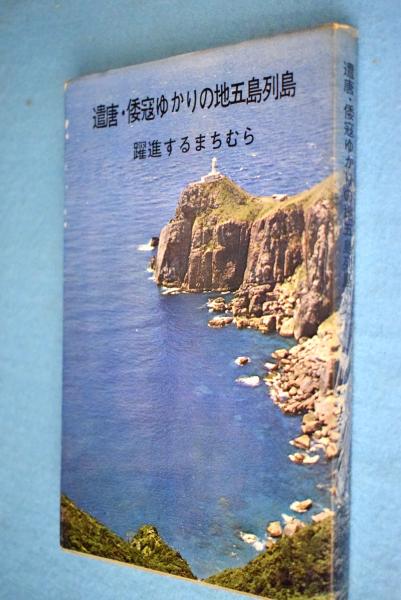 遣唐・倭寇ゆかりの地五島列島
躍進するまちむら
遣唐・倭寇ゆかりの地五島列